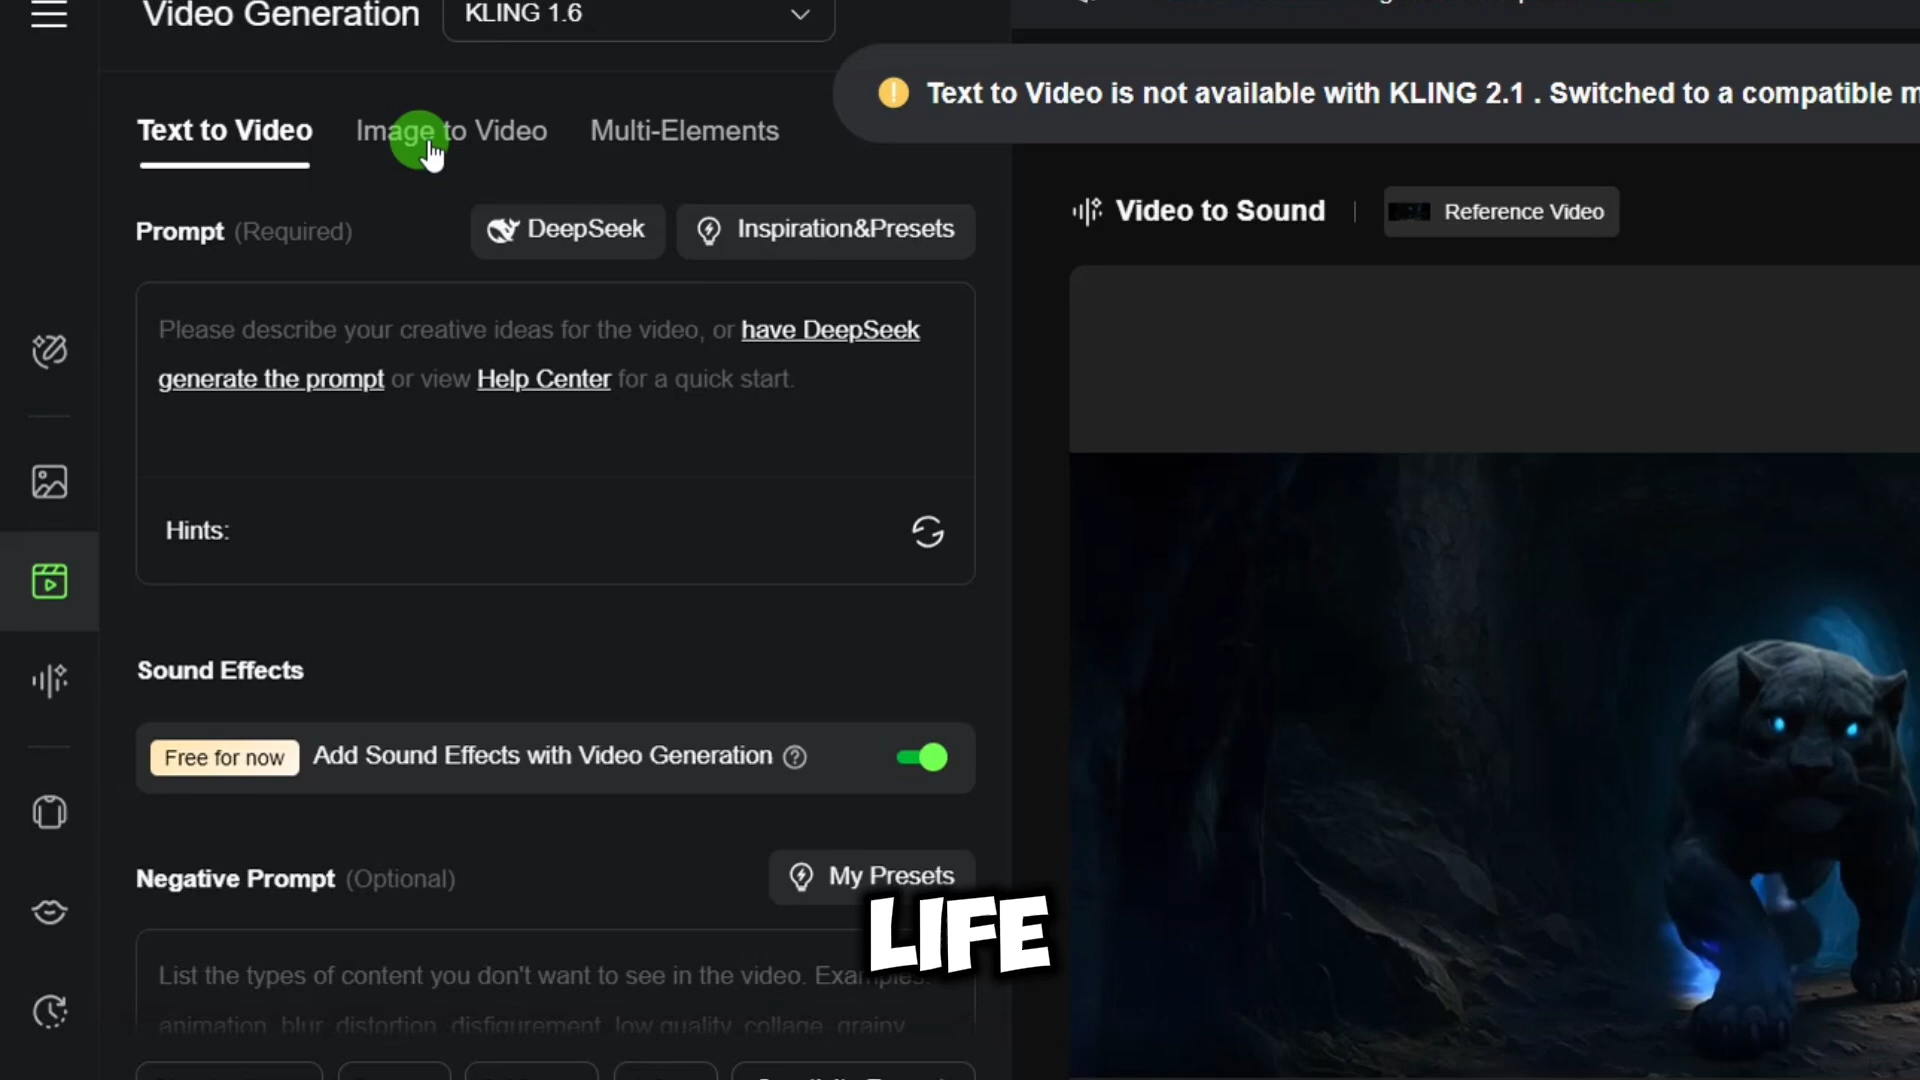 Video Generation
KLING 1.6
Text to Video is not available with KLING 2.1 . Switched to a compatible m
Text to Video
Image to Video
Multi-Elements
Prompt (Required)
DeepSeek
Inspiration&Presets
Please describe your creative ideas for the video, or have DeepSeek
generate the prompt or view Help Center for a quick start.
Hints:
Sound Effects
Free for now
Add Sound Effects with Video Generation
Negative Prompt (Optional)
My Presets
List the types of content you don't want to see in the video. Examples:
animation, blur, distortion, disfigurement, low quality, collage, grainy,
Video to Sound
Reference Video
LIFE